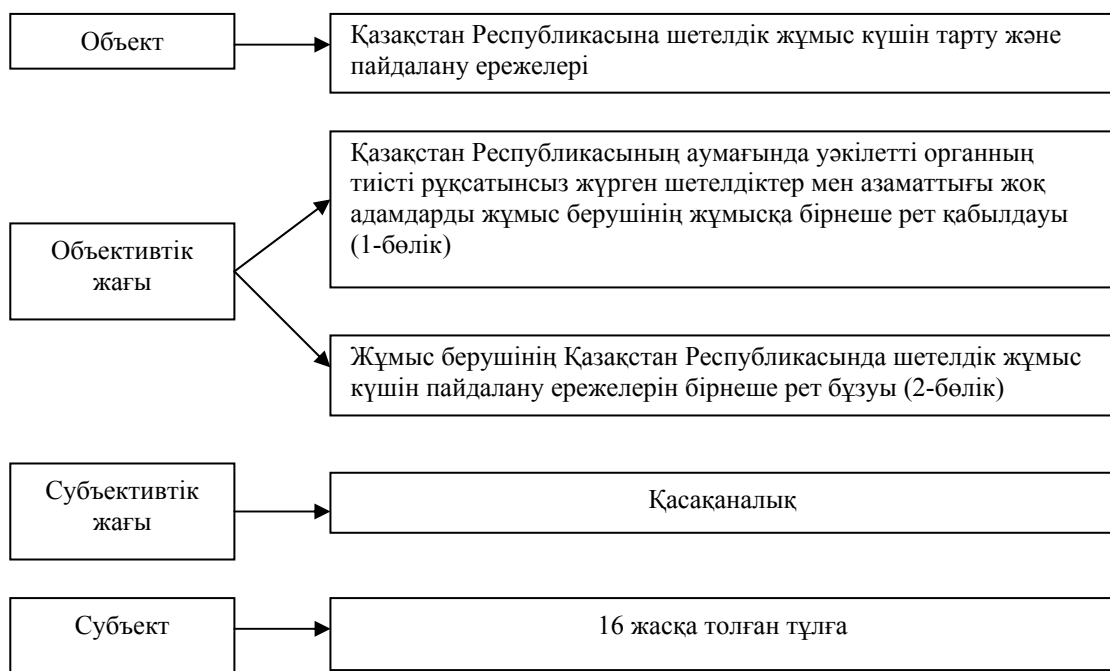 Объект
Қазақстан Республикасына шетелдік жұмыс күшін тарту және
пайдалану ережелері
Объективтік
жағы
Қазақстан Республикасының аумағында уәкілетті органның
тиісті рұқсатынсыз жүрген шетелдіктер мен азаматтығы жоқ
адамдарды жұмыс берушінің жұмысқа бірнеше рет қабылдауы
(1-бөлік)
Жұмыс берушінің Қазақстан Республикасында шетелдік жұмыс
күшін пайдалану ережелерін бірнеше рет бұзуы (2-бөлік)
Субъективтік
жағы
Қасақаналық
Субъект
16 жасқа толған тұлға